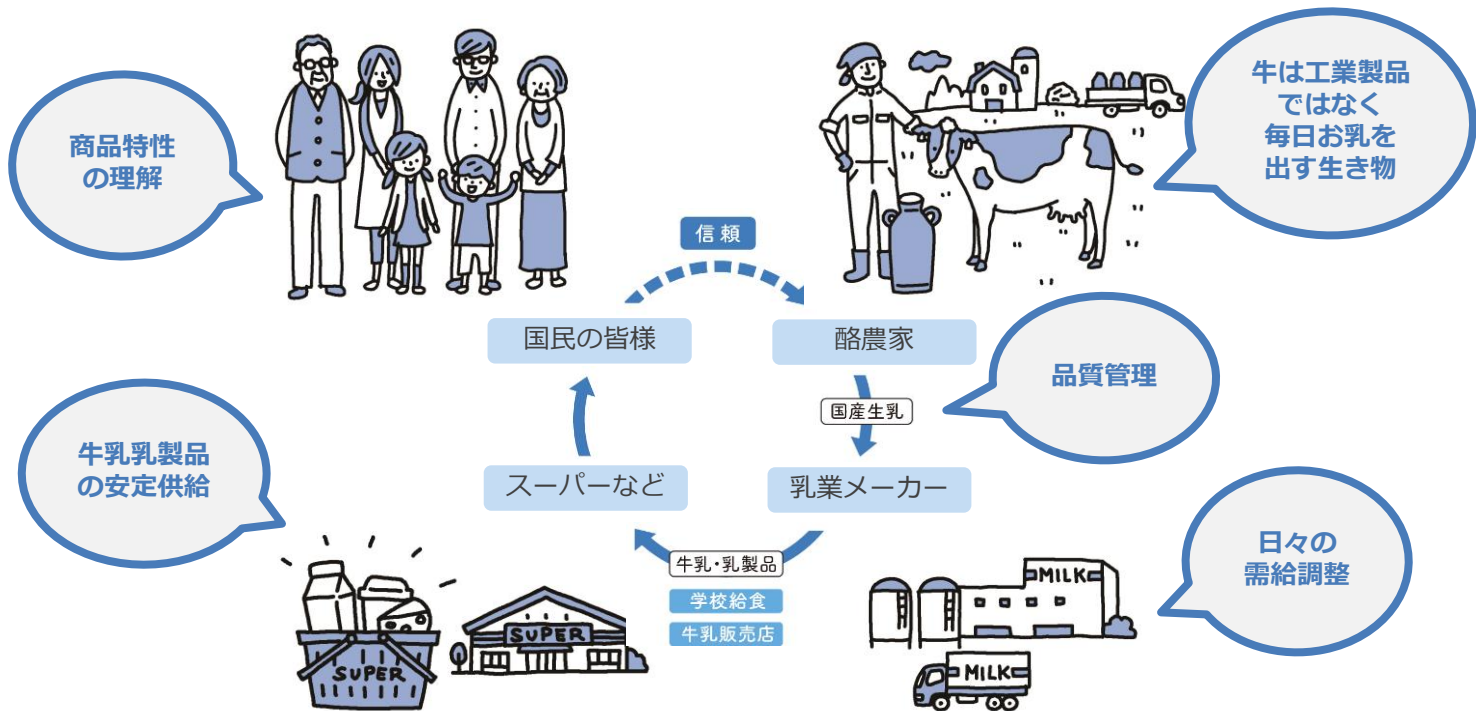 商品特性
の理解
牛は工業製品
ではなく
毎日お乳を
出す生き物
信頼
国民の皆様
酪農家
品質管理
国産生乳
牛乳乳製品
の安定供給
スーパーなど
乳業メーカー
日々の
需給調整
牛乳・乳製品
学校給食
牛乳販売店
MILK
SUPER
SUPER
MILK